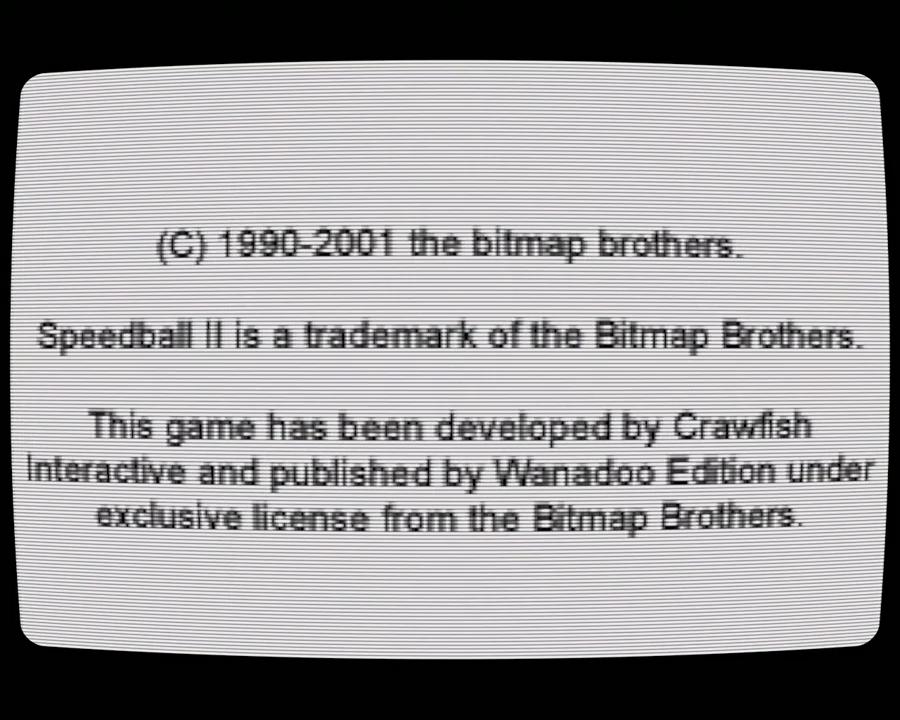 (C) 1990-2001 the bitmap brothers.
Speedball II is a trademark of the Bitmap Brothers.
This game has been developed by Crawfish
Interactive and published by Wanadoo Edition under
exclusive license from the Bitmap Brothers.